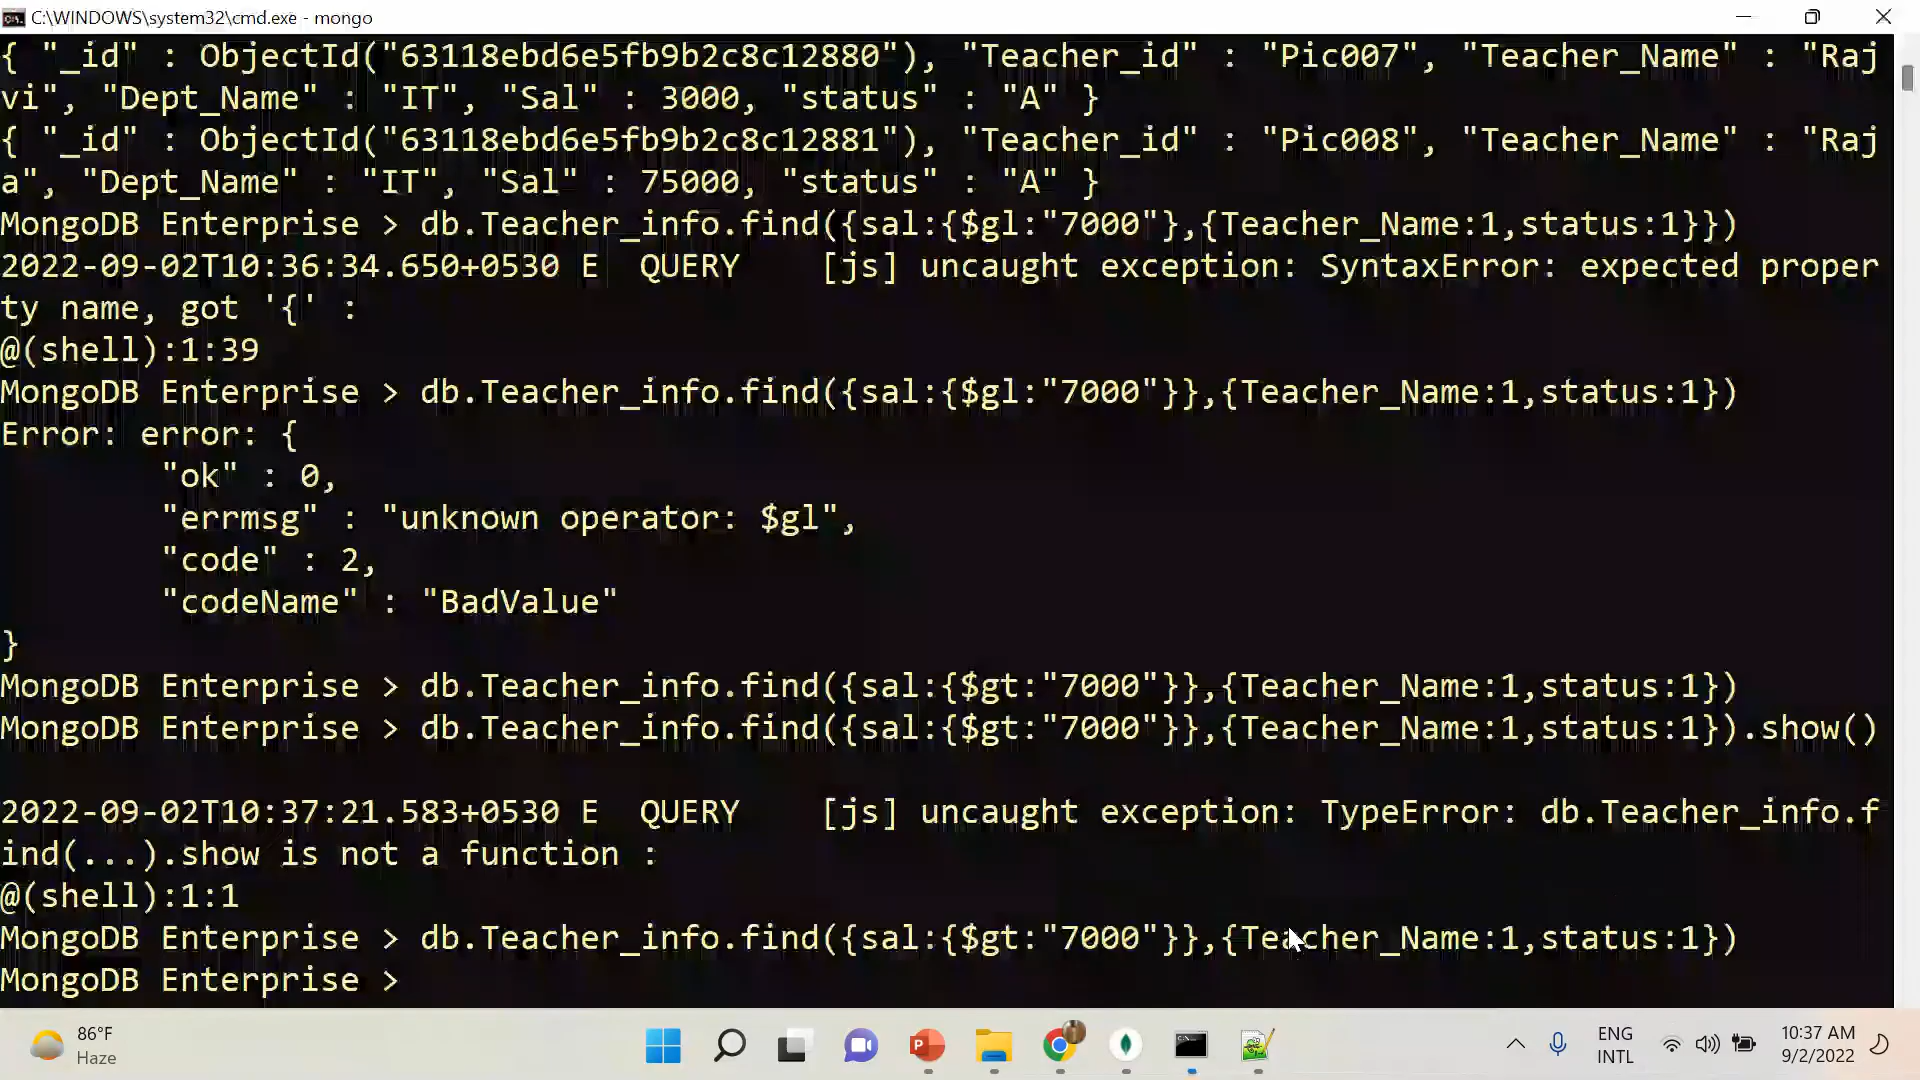 C:\WINDOWS\system32\cmd.exe - mongo
{ "_id" : ObjectId("63118ebd6e5fb9b2c8c12880"), "Teacher_id" : "Pic007", "Teacher_Name" : "Raj
vi", "Dept_Name" : "IT", "Sal" : 3000, "status" : "A" }
{ "_id" : ObjectId("63118ebd6e5fb9b2c8c12881"), "Teacher_id" : "Pic008", "Teacher_Name" : "Raj
a", "Dept_Name" : "IT", "Sal" : 75000, "status" : "A" }
MongoDB Enterprise > db.Teacher_info.find({sal:{$gl:"7000"},{Teacher_Name:1,status:1}})
2022-09-02T10:36:34.650+0530 E  QUERY    [js] uncaught exception: SyntaxError: expected proper
ty name, got '{' :
@(shell):1:39
MongoDB Enterprise > db.Teacher_info.find({sal:{$gl:"7000"}},{Teacher_Name:1,status:1})
Error: error: {
"ok" : 0,
"errmsg" : "unknown operator: $gl",
"code" : 2,
"codeName" : "BadValue"
}
MongoDB Enterprise > db.Teacher_info.find({sal:{$gt:"7000"}},{Teacher_Name:1,status:1})
MongoDB Enterprise > db.Teacher_info.find({sal:{$gt:"7000"}},{Teacher_Name:1,status:1}).show()
2022-09-02T10:37:21.583+0530 E  QUERY    [js] uncaught exception: TypeError: db.Teacher_info.f
ind(...).show is not a function :
@(shell):1:1
MongoDB Enterprise > db.Teacher_info.find({sal:{$gt:"7000"}},{Teacher_Name:1,status:1})
MongoDB Enterprise >
86°F
Haze
ENG
INTL
10:37 AM
9/2/2022